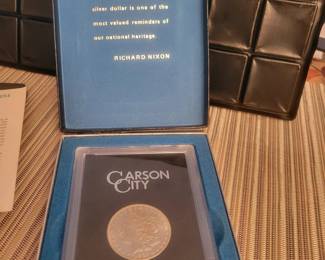 silver dollar is one of the
most valued reminders of
our national heritage.
RICHARD NIXON
CARSON
CITY